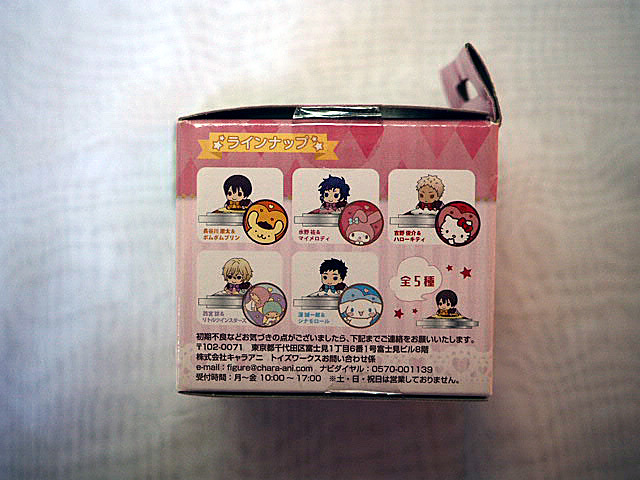 ラインナップ
長谷川 康太&
ポムポムプリン
水野 祐&
マイメロディ
吉野 俊介&
ハローキティ
西宮 諒&
リトルツインスターズ
源 誠一郎&
シナモロール
全5種
初期不良などお気づきの点がございましたら、下記までご連絡をお願いいたします。
〒102-0071 東京都千代田区富士見1丁目6番1号富士見ビル8階
株式会社キャラアニ トイズワークスお問い合わせ係
e-mail : figure@chara-ani.com ナビダイヤル : 0570-001139
受付時間 : 月～金 10:00～17:00 ※土・日・祝日は営業しておりません。